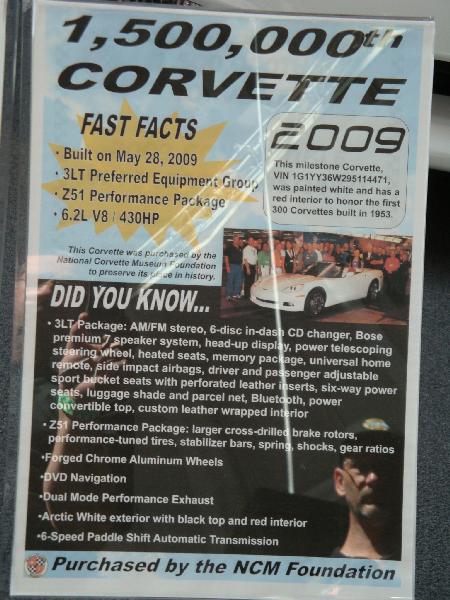 1,500,000th
CORVETTE
FAST FACTS
• Built on May 28, 2009
• 3LT Preferred Equipment Group
• Z51 Performance Package
• 6.2L V8 / 430HP
2009
This milestone Corvette,
VIN 1G1YY36W295114471,
was painted white and has a
red interior to honor the first
300 Corvettes built in 1953.
This Corvette was purchased by the
National Corvette Museum Foundation
to preserve its place in history.
DID YOU KNOW...
• 3LT Package: AM/FM stereo, 6-disc in-dash CD changer, Bose
premium 7 speaker system, head-up display, power telescoping
steering wheel, heated seats, memory package, universal home
remote, side impact airbags, driver and passenger adjustable
sport bucket seats with perforated leather inserts, six-way power
seats, luggage shade and parcel net, Bluetooth, power
convertible top, custom leather wrapped interior
• Z51 Performance Package: larger cross-drilled brake rotors,
performance-tuned tires, stabilizer bars, spring, shocks, gear ratios
•Forged Chrome Aluminum Wheels
•DVD Navigation
•Dual Mode Performance Exhaust
•Arctic White exterior with black top and red interior
•6-Speed Paddle Shift Automatic Transmission
Purchased by the NCM Foundation